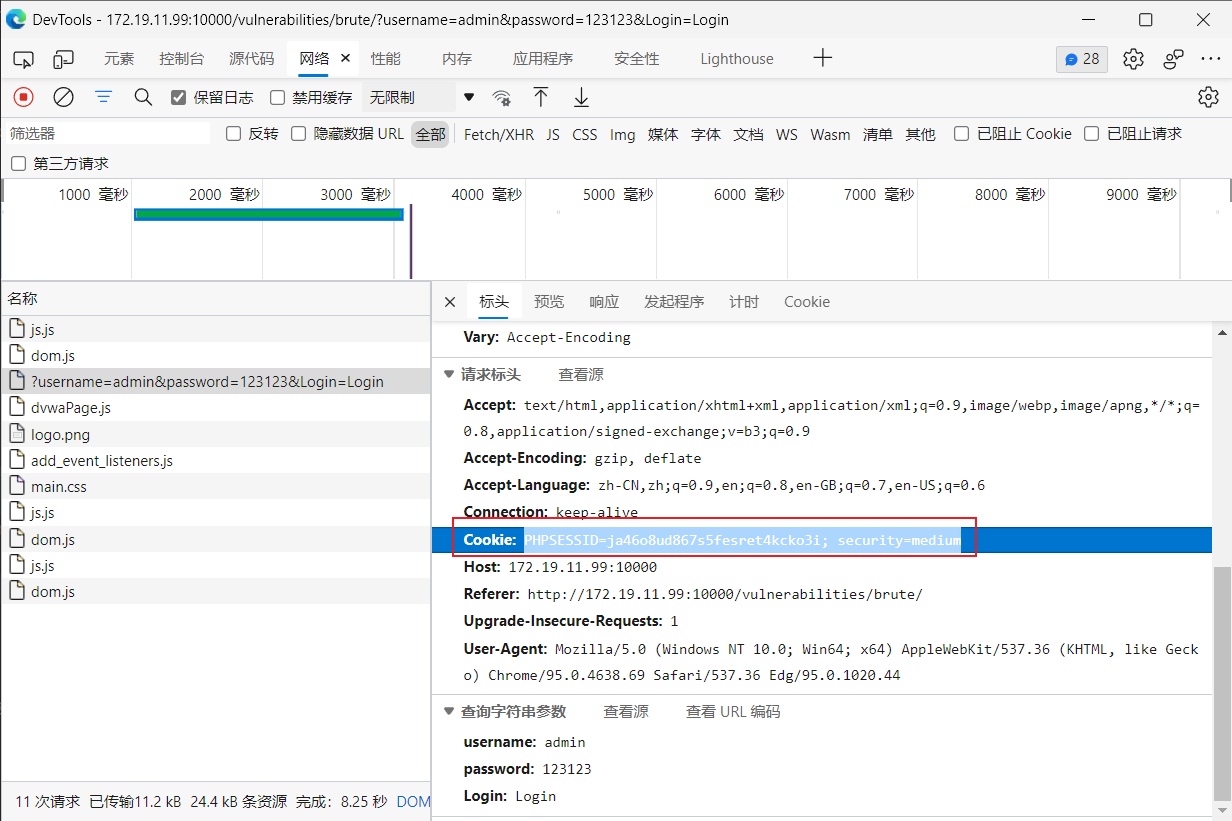 DevTools - 172.19.11.99:10000/vulnerabilities/brute/?username=admin&password=123123&Login=Login
元素 控制台 源代码 网络 性能 内存 应用程序 安全性 Lighthouse 28
保留日志 禁用缓存 无限制
筛选器 反转 隐藏数据 URL 全部 Fetch/XHR JS CSS Img 媒体 字体 文档 WS Wasm 清单 其他 已阻止 Cookie 已阻止请求
第三方请求
1000 毫秒 2000 毫秒 3000 毫秒 4000 毫秒 5000 毫秒 6000 毫秒 7000 毫秒 8000 毫秒 9000 毫秒
名称
js.js
dom.js
?username=admin&password=123123&Login=Login
dvwaPage.js
logo.png
add_event_listeners.js
main.css
js.js
dom.js
js.js
dom.js
11 次请求 已传输11.2 kB 24.4 kB 条资源 完成：8.25 秒 DOM
标头 预览 响应 发起程序 计时 Cookie
Vary: Accept-Encoding
请求标头 查看源
Accept: text/html,application/xhtml+xml,application/xml;q=0.9,image/webp,image/apng,*/*;q=
0.8,application/signed-exchange;v=b3;q=0.9
Accept-Encoding: gzip, deflate
Accept-Language: zh-CN,zh;q=0.9,en;q=0.8,en-GB;q=0.7,en-US;q=0.6
Connection: keep-alive
Cookie: PHPSESSID=ja46o8ud867s5fesret4kcko3i; security=medium
Host: 172.19.11.99:10000
Referer: http://172.19.11.99:10000/vulnerabilities/brute/
Upgrade-Insecure-Requests: 1
User-Agent: Mozilla/5.0 (Windows NT 10.0; Win64; x64) AppleWebKit/537.36 (KHTML, like Geck
o) Chrome/95.0.4638.69 Safari/537.36 Edg/95.0.1020.44
查询字符串参数 查看源 查看 URL 编码
username: admin
password: 123123
Login: Login